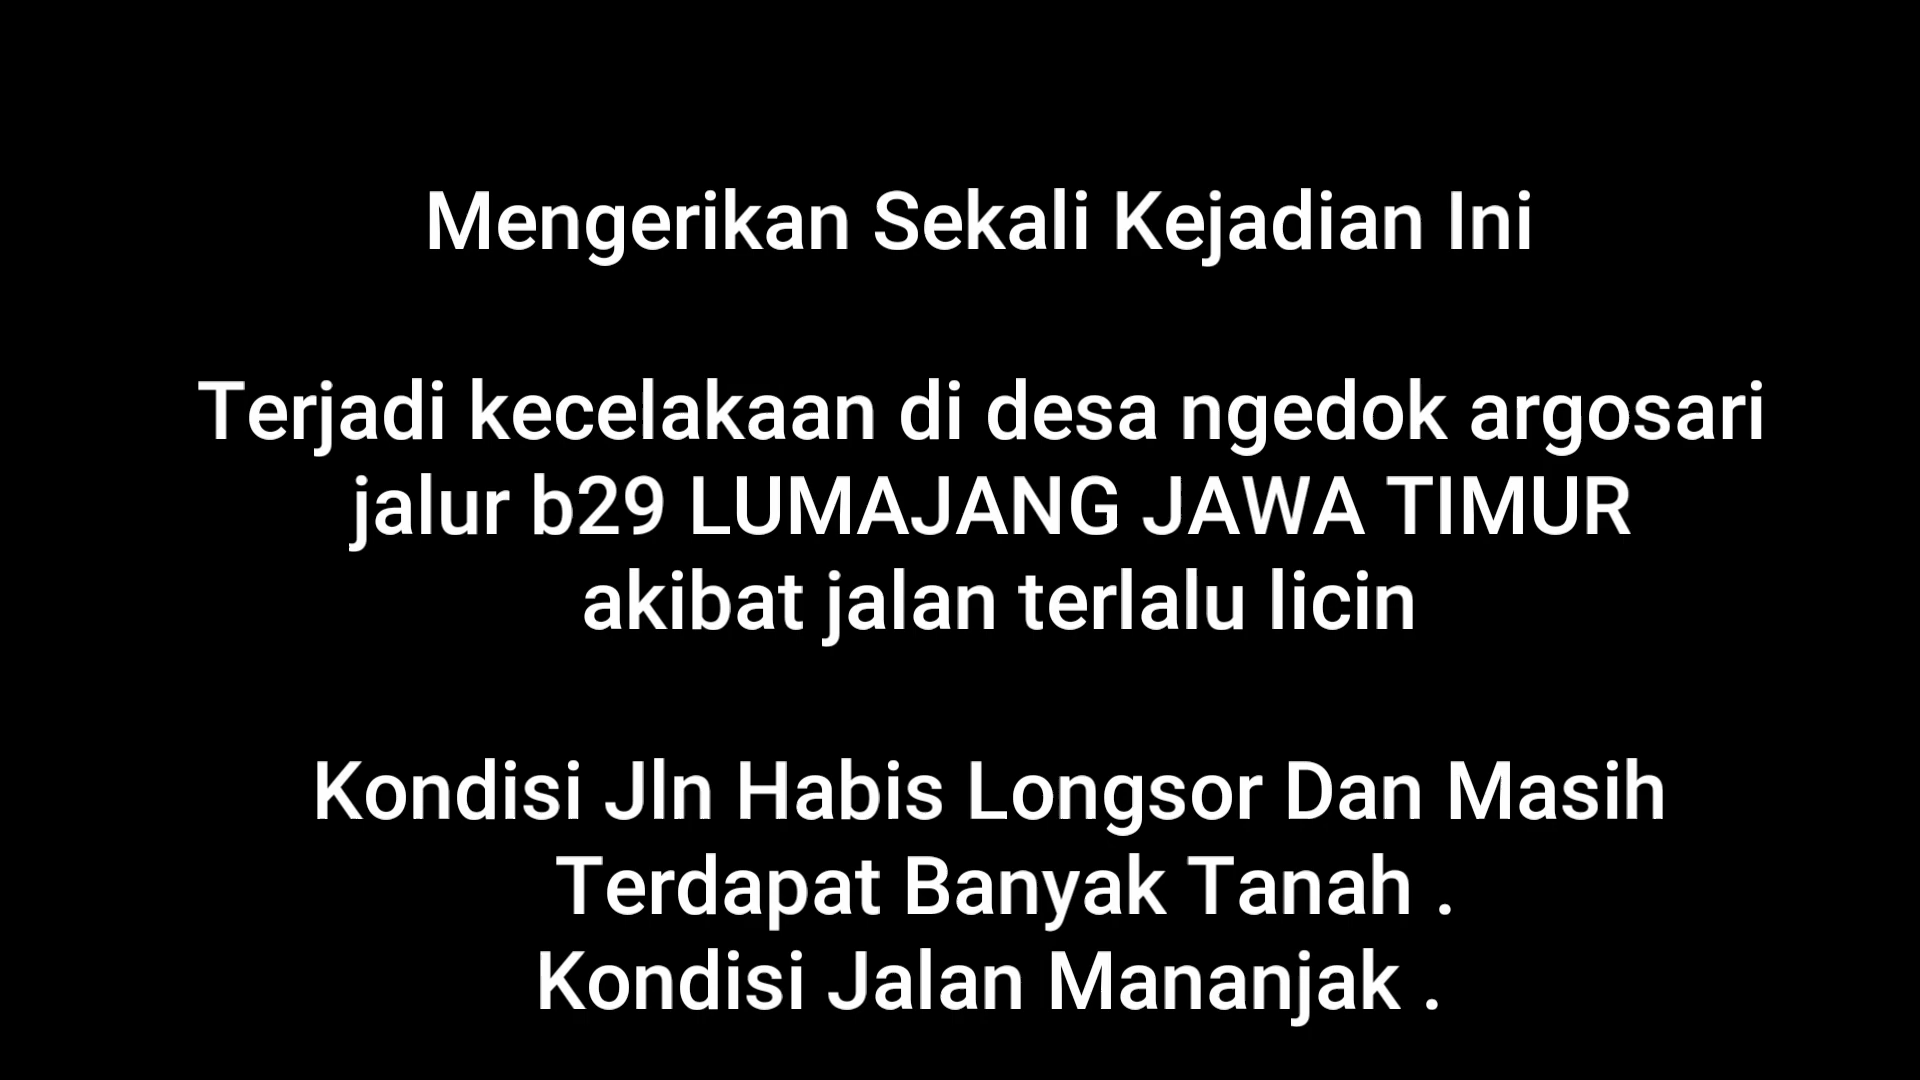 Mengerikan Sekali Kejadian Ini
Terjadi kecelakaan di desa ngedok argosari
jalur b29 LUMAJANG JAWA TIMUR
akibat jalan terlalu licin
Kondisi Jln Habis Longsor Dan Masih
Terdapat Banyak Tanah .
Kondisi Jalan Mananjak .